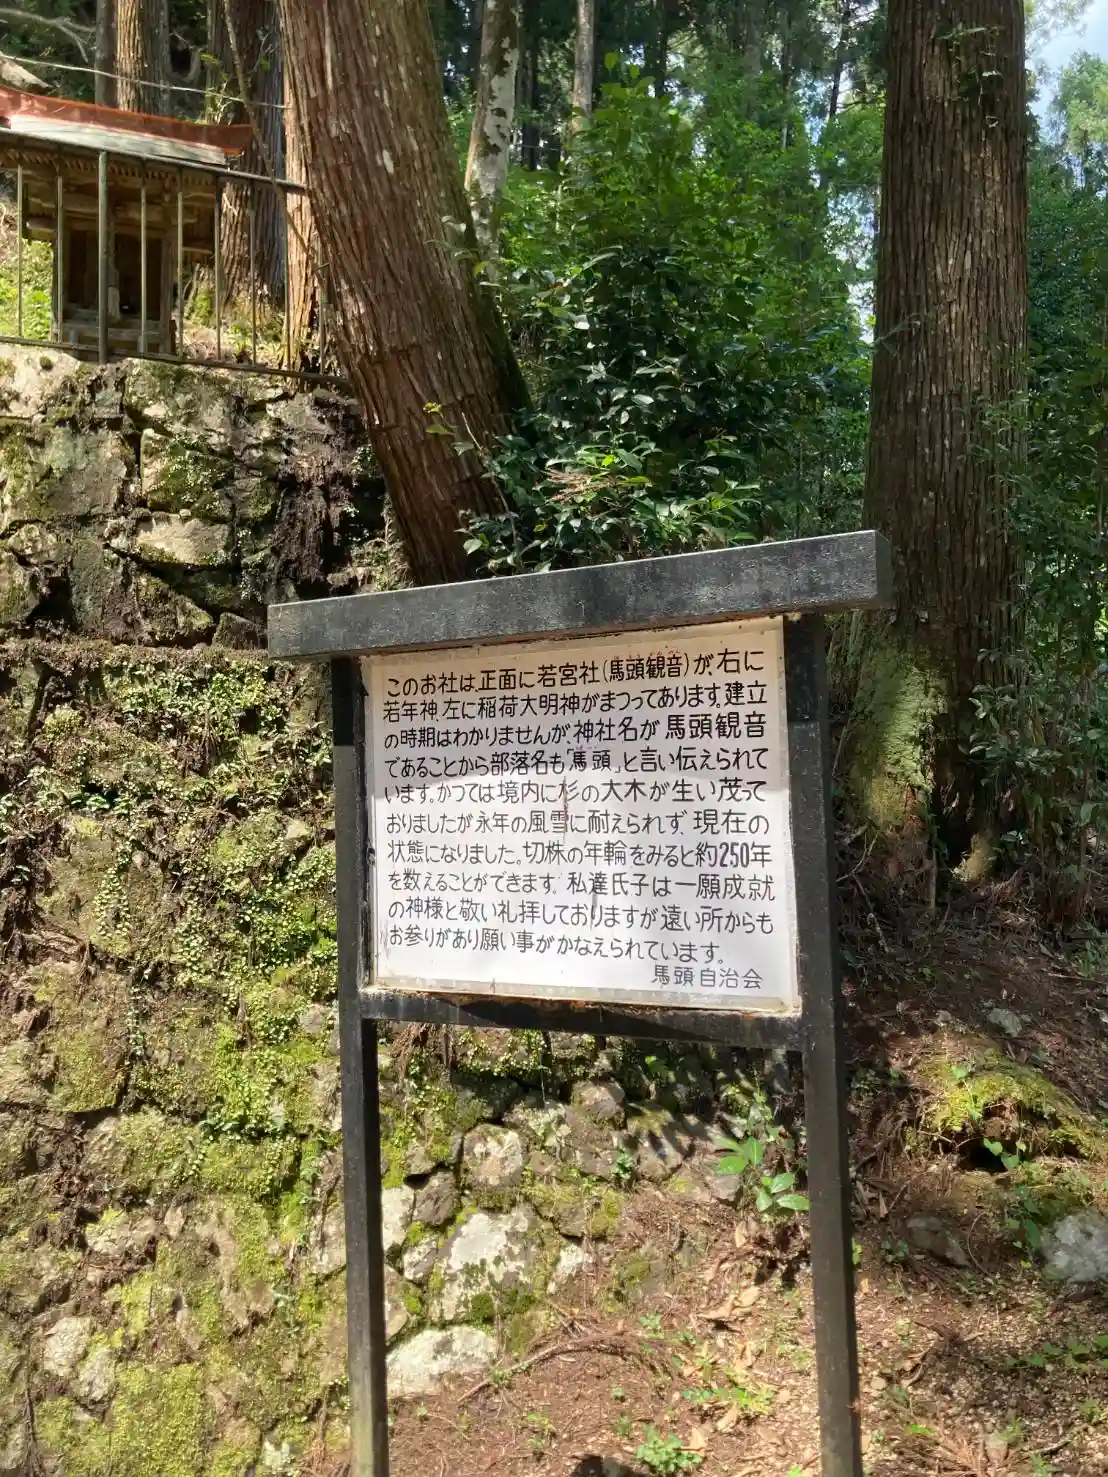 このお社は、正面に若宮社(馬頭観音)が、右に
若年神、左に稲荷大明神がまつってあります。建立
の時期はわかりませんが、神社名が馬頭観音
であることから部落名も「馬頭」と言い伝えられて
います。かつては境内に杉の大木が生い茂って
おりましたが永年の風雪に耐えられず、現在の
状態になりました。切株の年輪をみると約250年
を数えることができます。私達氏子は一願成就
の神様と敬い礼拝しておりますが遠い所からも
お参りがあり願い事がかなえられています。
馬頭自治会